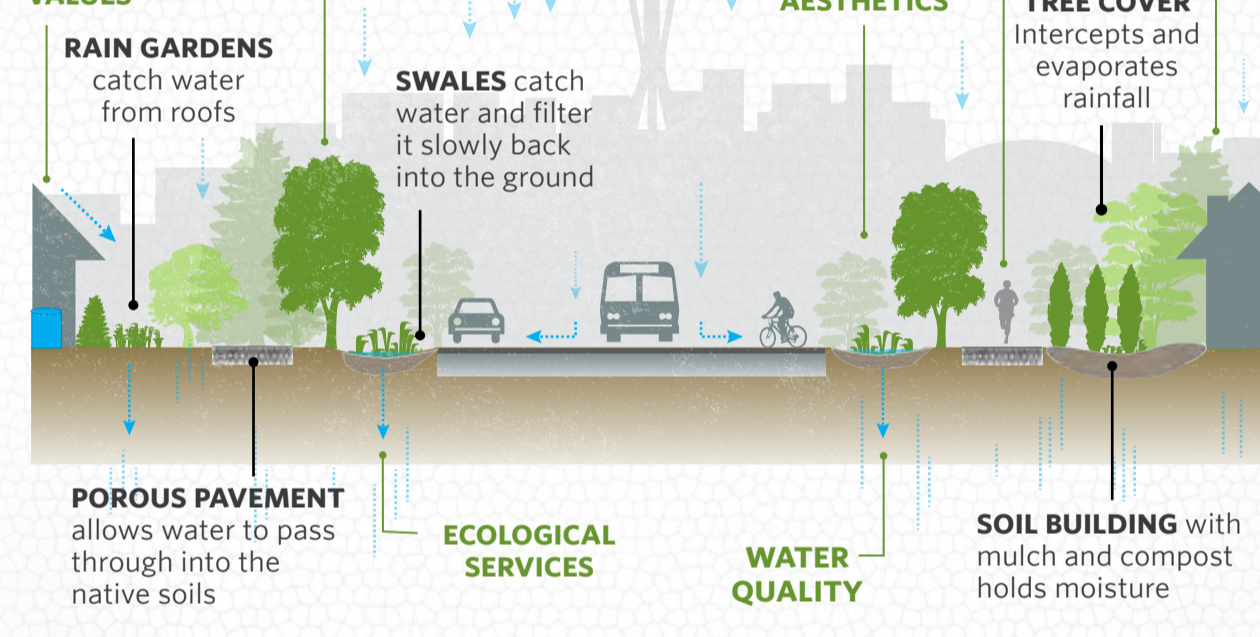 VALUES
AESTHETICS
TREE COVER
Intercepts and
evaporates
rainfall
RAIN GARDENS
catch water
from roofs
SWALES catch
water and filter
it slowly back
into the ground
POROUS PAVEMENT
allows water to pass
through into the
native soils
ECOLOGICAL
SERVICES
WATER
QUALITY
SOIL BUILDING with
mulch and compost
holds moisture